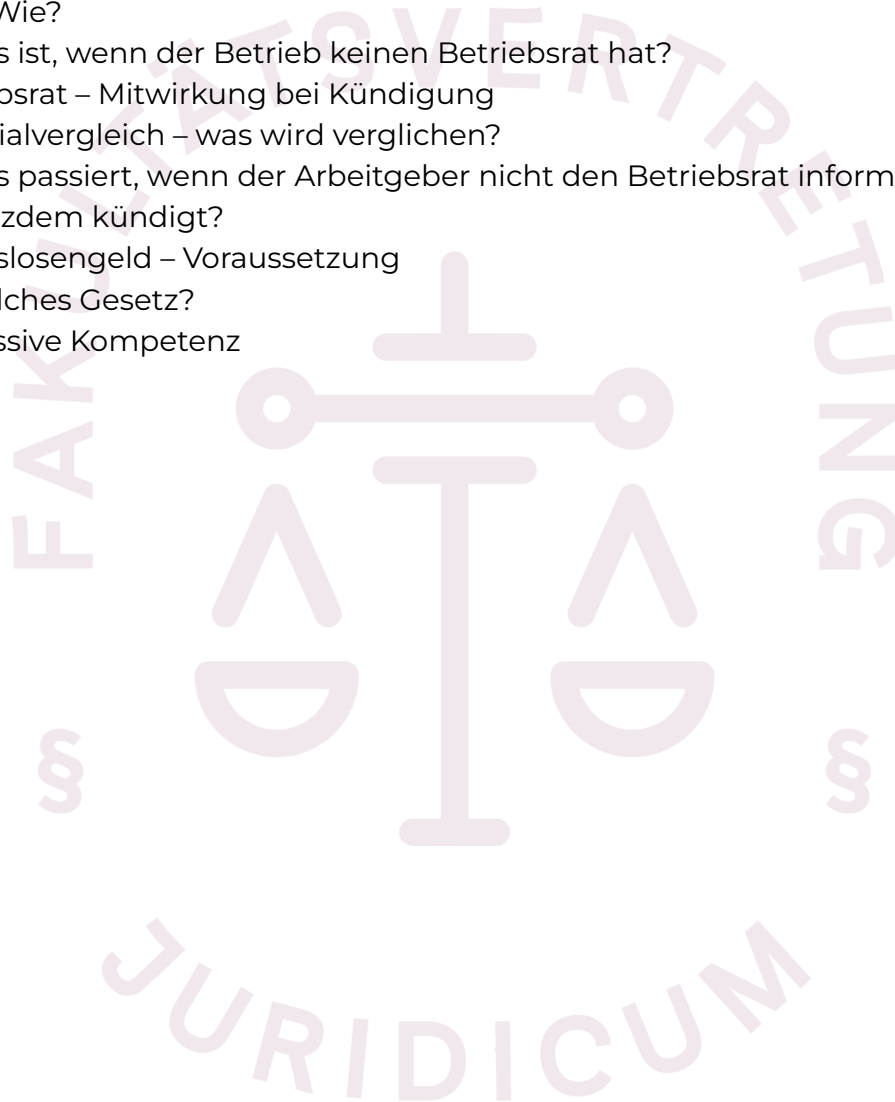 Wie?
s ist, wenn der Betrieb keinen Betriebsrat hat?
bsrat – Mitwirkung bei Kündigung
ialvergleich – was wird verglichen?
s passiert, wenn der Arbeitgeber nicht den Betriebsrat inform
zdem kündigt?
slosengeld – Voraussetzung
lches Gesetz?
ssive Kompetenz
FAKULTÄTSVERTRETUNG
§ §
JURIDICUM